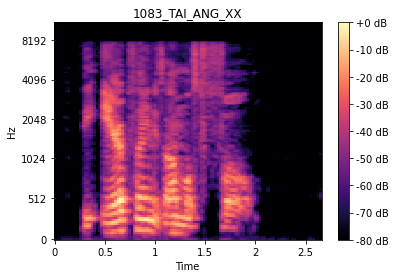 1083_TAI_ANG_XX
Hz
8192
4096
2048
1024
512
0
0
0.5
1
1.5
2
2.5
Time
+0 dB
-10 dB
-20 dB
-30 dB
-40 dB
-50 dB
-60 dB
-70 dB
-80 dB